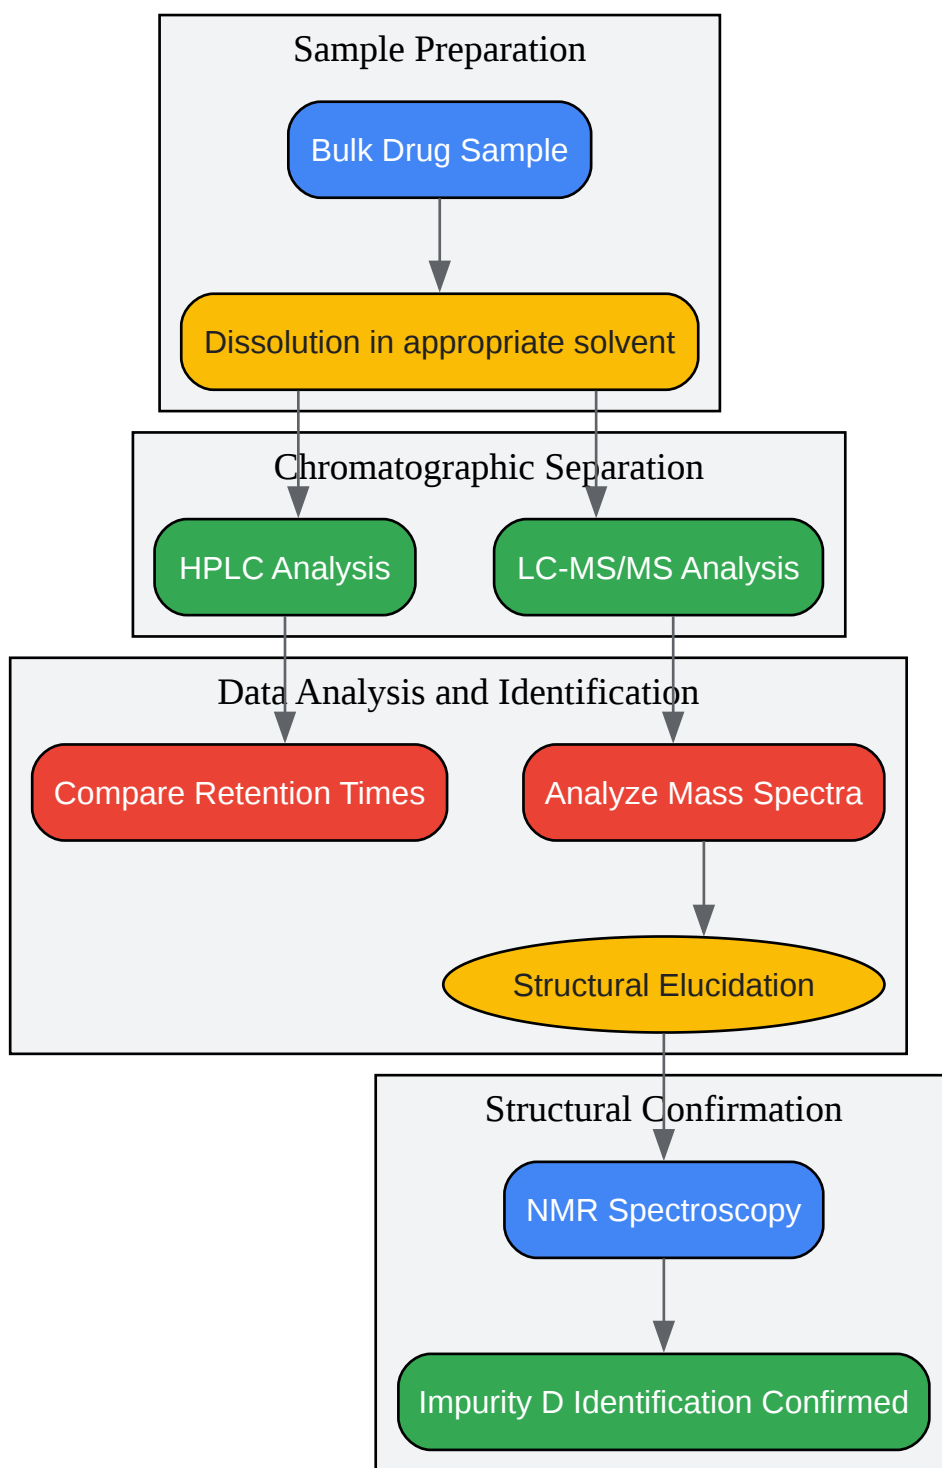 Sample Preparation
Bulk Drug Sample
Dissolution in appropriate solvent
Chromatographic Separation
HPLC Analysis
LC-MS/MS Analysis
Data Analysis and Identification
Compare Retention Times
Analyze Mass Spectra
Structural Elucidation
Structural Confirmation
NMR Spectroscopy
Impurity D Identification Confirmed